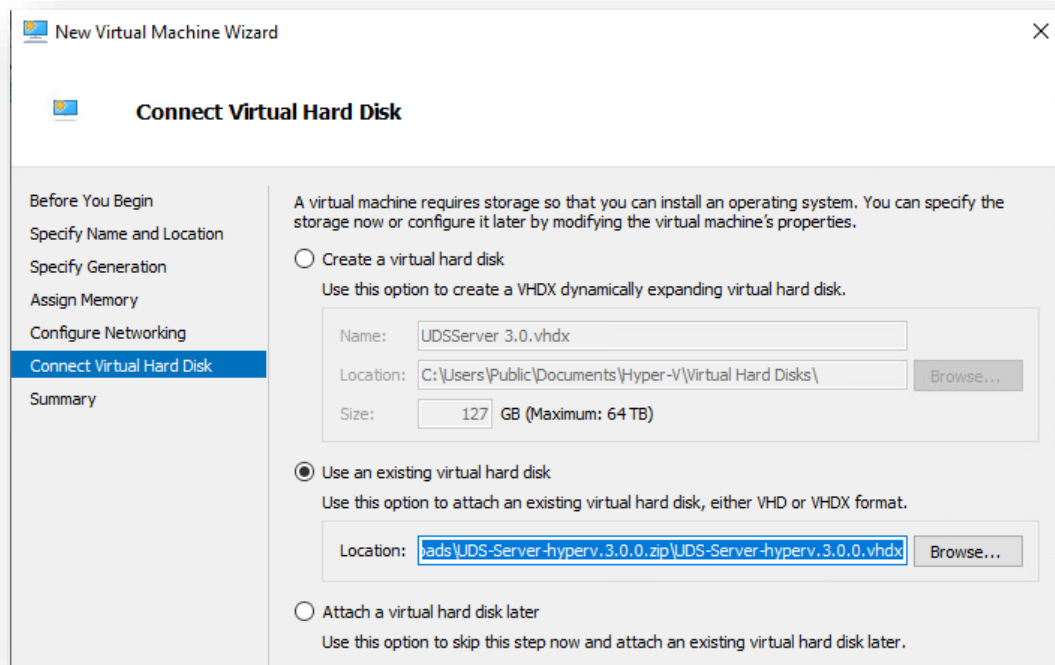 New Virtual Machine Wizard
Connect Virtual Hard Disk
Before You Begin
Specify Name and Location
Specify Generation
Assign Memory
Configure Networking
Connect Virtual Hard Disk
Summary
A virtual machine requires storage so that you can install an operating system. You can specify the
storage now or configure it later by modifying the virtual machine's properties.
Create a virtual hard disk
Use this option to create a VHDX dynamically expanding virtual hard disk.
Name: UDSServer 3.0.vhdx
Location: C:\Users\Public\Documents\Hyper-V\Virtual Hard Disks\ Browse...
Size: 127 GB (Maximum: 64 TB)
Use an existing virtual hard disk
Use this option to attach an existing virtual hard disk, either VHD or VHDX format.
Location: oads\UDS-Server-hyperv.3.0.0.zip\UDS-Server-hyperv.3.0.0.vhdx Browse...
Attach a virtual hard disk later
Use this option to skip this step now and attach an existing virtual hard disk later.